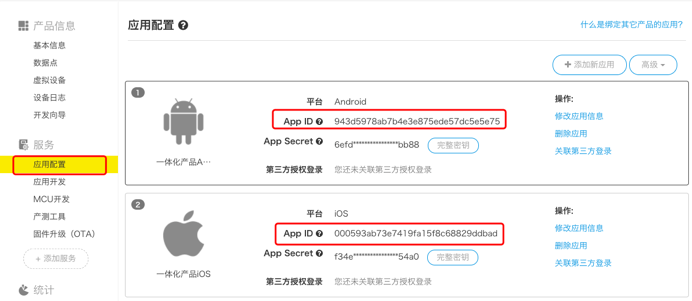 产品信息
基本信息
数据点
虚拟设备
设备日志
开发向导
服务
应用配置
应用开发
MCU开发
产测工具
固件升级（OTA）
+ 添加服务
统计
应用配置
什么是绑定其它产品的应用?
添加新应用
高级
1
一体化产品A…
平台 Android
App ID 943d5978ab7b4e3e875ede57dc5e5e75
App Secret 6efd****************bb88 完整密钥
第三方授权登录 您还未关联第三方授权登录
操作:
修改应用信息
删除应用
关联第三方登录
2
一体化产品iOS
平台 iOS
App ID 000593ab73e7419fa15f8c68829ddbad
App Secret f34e****************54a0 完整密钥
第三方授权登录 您还未关联第三方授权登录
操作:
修改应用信息
删除应用
关联第三方登录